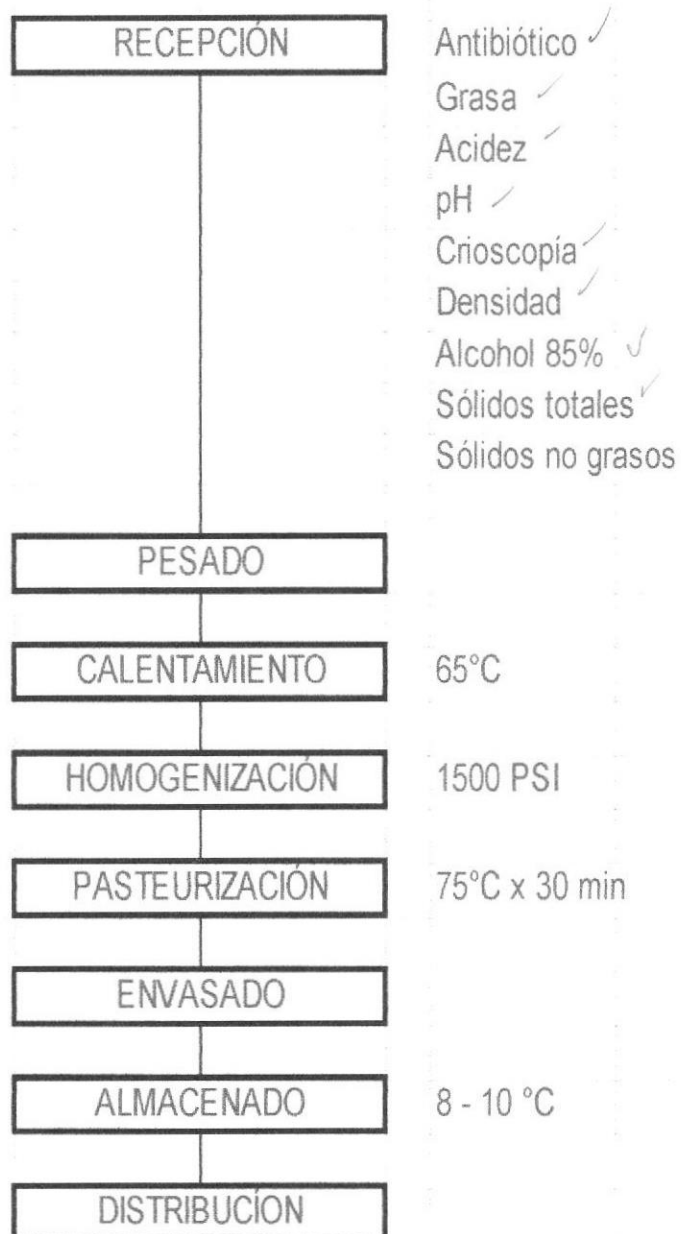 RECEPCIÓN Antibiótico
Grasa
Acidez
pH
Crioscopía
Densidad
Alcohol 85%
Sólidos totales
Sólidos no grasos
PESADO
CALENTAMIENTO 65°C
HOMOGENIZACIÓN 1500 PSI
PASTEURIZACIÓN 75°C x 30 min
ENVASADO
ALMACENADO 8 - 10 °C
DISTRIBUCÍON